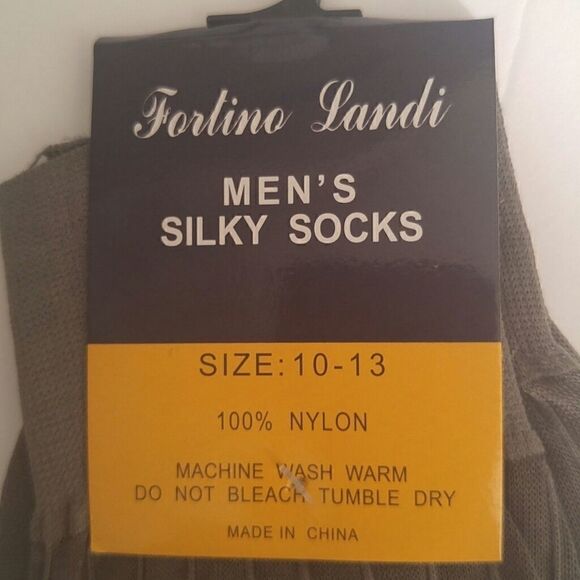 Fortino Landi
MEN'S
SILKY SOCKS
SIZE: 10-13
100% NYLON
MACHINE WASH WARM
DO NOT BLEACH TUMBLE DRY
MADE IN CHINA